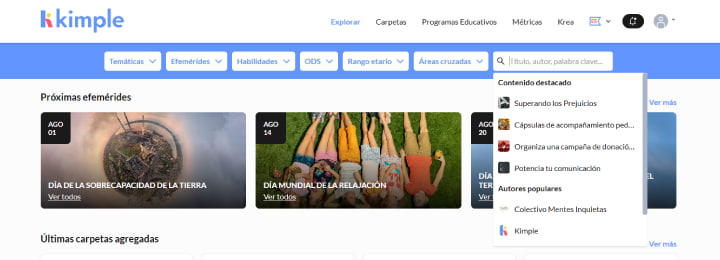 kimple
Explorar
Carpetas
Programas Educativos
Métricas
Krea
Temáticas
Efemérides
Habilidades
ODS
Rango etario
Áreas cruzadas
Título, autor, palabra clave...
Contenido destacado
Superando los Prejuicios
Cápsulas de acompañamiento ped...
Organiza una campaña de donació...
Potencia tu comunicación
Autores populares
Colectivo Mentes Inquietas
Kimple
Próximas efemérides
Ver más
AGO
01
DÍA DE LA SOBRECAPACIDAD DE LA TIERRA
Ver todos
AGO
14
DÍA MUNDIAL DE LA RELAJACIÓN
Ver todos
AGO
20
DÍA
EL
TERA
Ver todos
Últimas carpetas agregadas
Ver más